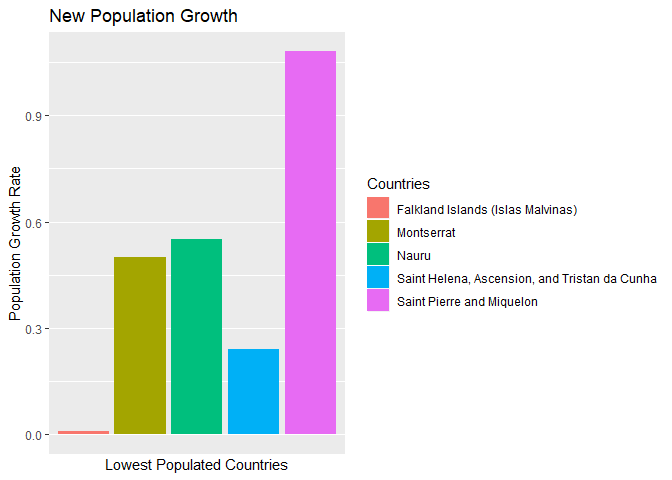 New Population Growth
Population Growth Rate
0.9
0.6
0.3
0.0
Lowest Populated Countries
Countries
Falkland Islands (Islas Malvinas)
Montserrat
Nauru
Saint Helena, Ascension, and Tristan da Cunha
Saint Pierre and Miquelon